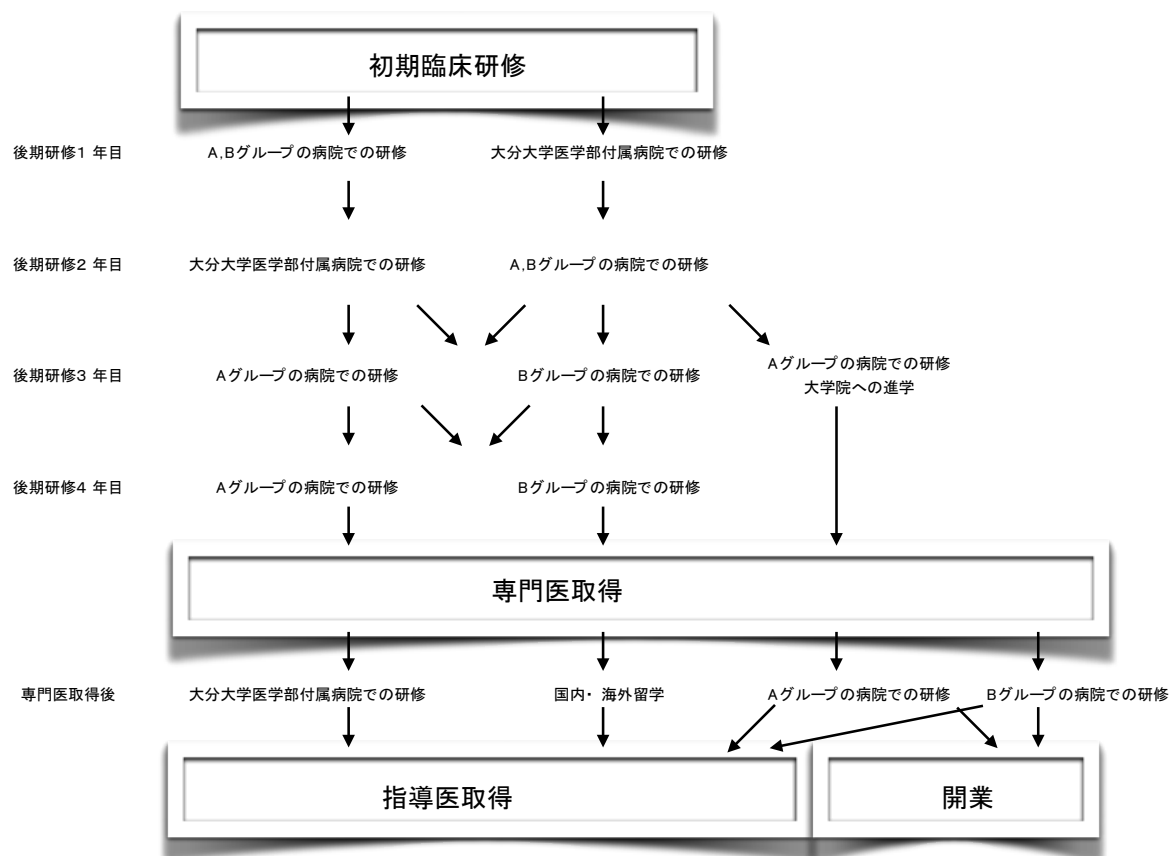 初期臨床研修
後期研修1 年目
A,Bグループの病院での研修
大分大学医学部付属病院での研修
後期研修2 年目
大分大学医学部付属病院での研修
A,Bグループの病院での研修
後期研修3 年目
Aグループの病院での研修
Bグループの病院での研修
Aグループの病院での研修
大学院への進学
後期研修4 年目
Aグループの病院での研修
Bグループの病院での研修
専門医取得
専門医取得後
大分大学医学部付属病院での研修
国内・海外留学
Aグループの病院での研修
Bグループの病院での研修
指導医取得
開業